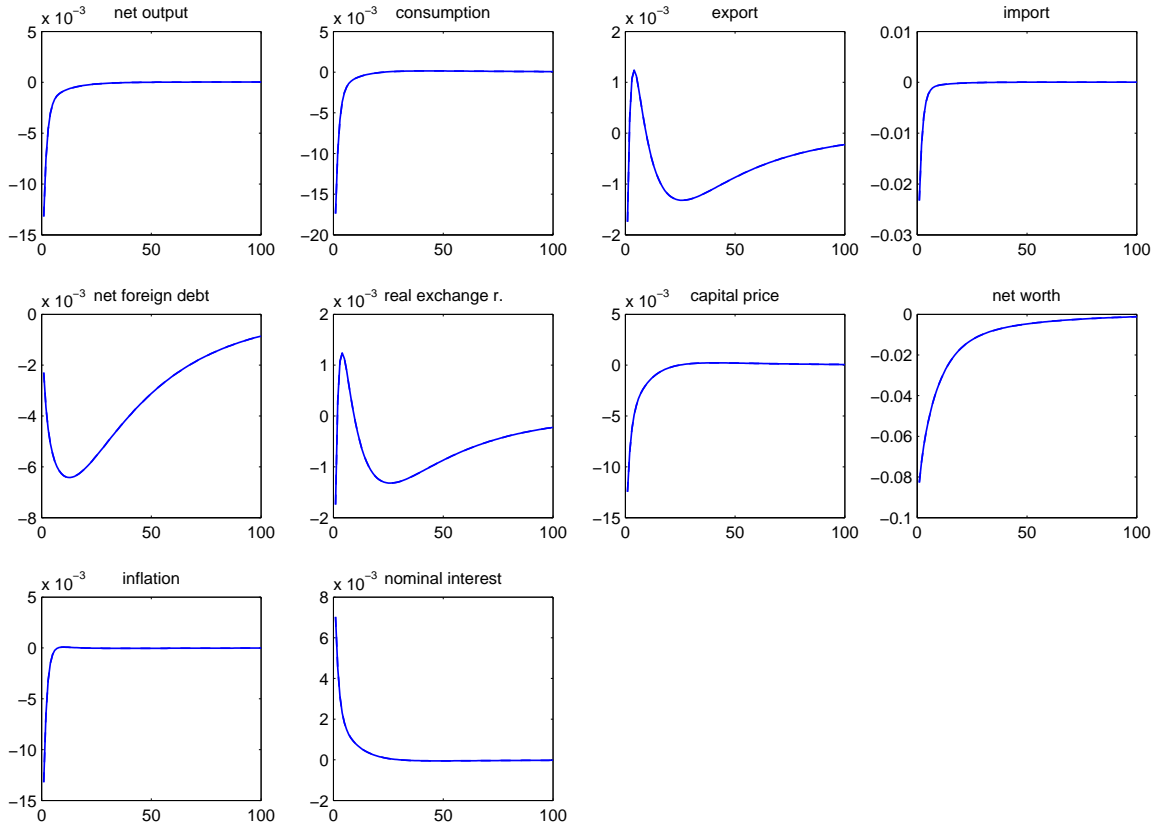 net output
x 10⁻³
5
0
−5
−10
−15
0 50 100
consumption
x 10⁻³
5
0
−5
−10
−15
−20
0 50 100
export
x 10⁻³
2
1
0
−1
−2
0 50 100
import
0.01
0
−0.01
−0.02
−0.03
0 50 100
net foreign debt
x 10⁻³
0
−2
−4
−6
−8
0 50 100
real exchange r.
x 10⁻³
2
1
0
−1
−2
0 50 100
capital price
x 10⁻³
5
0
−5
−10
−15
0 50 100
net worth
0
−0.02
−0.04
−0.06
−0.08
−0.1
0 50 100
inflation
x 10⁻³
5
0
−5
−10
−15
0 50 100
nominal interest
x 10⁻³
8
6
4
2
0
−2
0 50 100